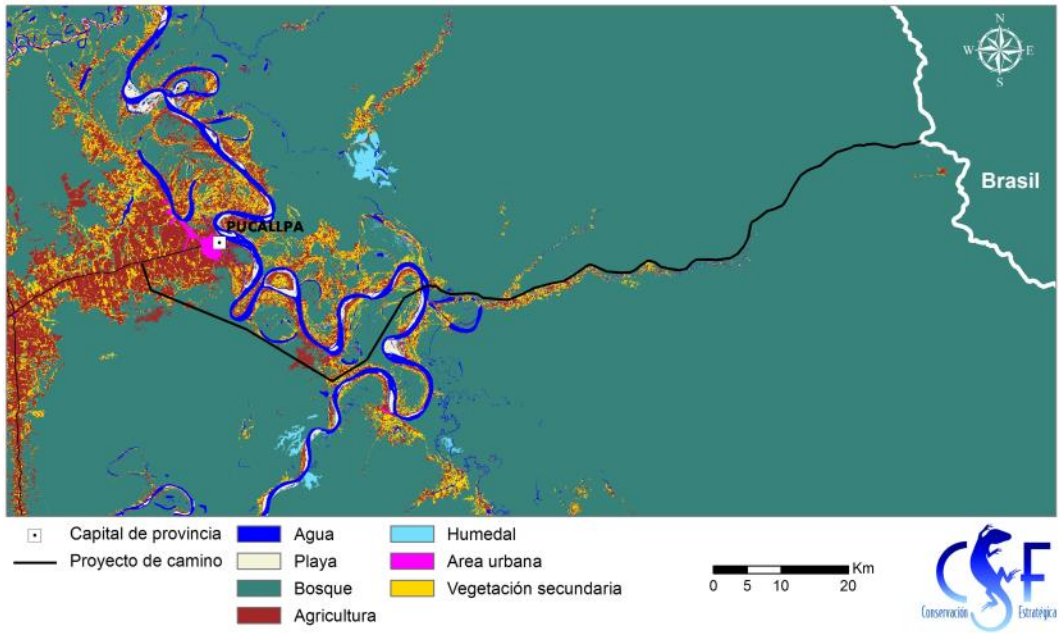 N
W E
S
Brasil
PUCALLPA
Capital de provincia
Proyecto de camino
Agua
Playa
Bosque
Agricultura
Humedal
Area urbana
Vegetación secundaria
Km
0 5 10 20
CSF
Conservación Estratégica